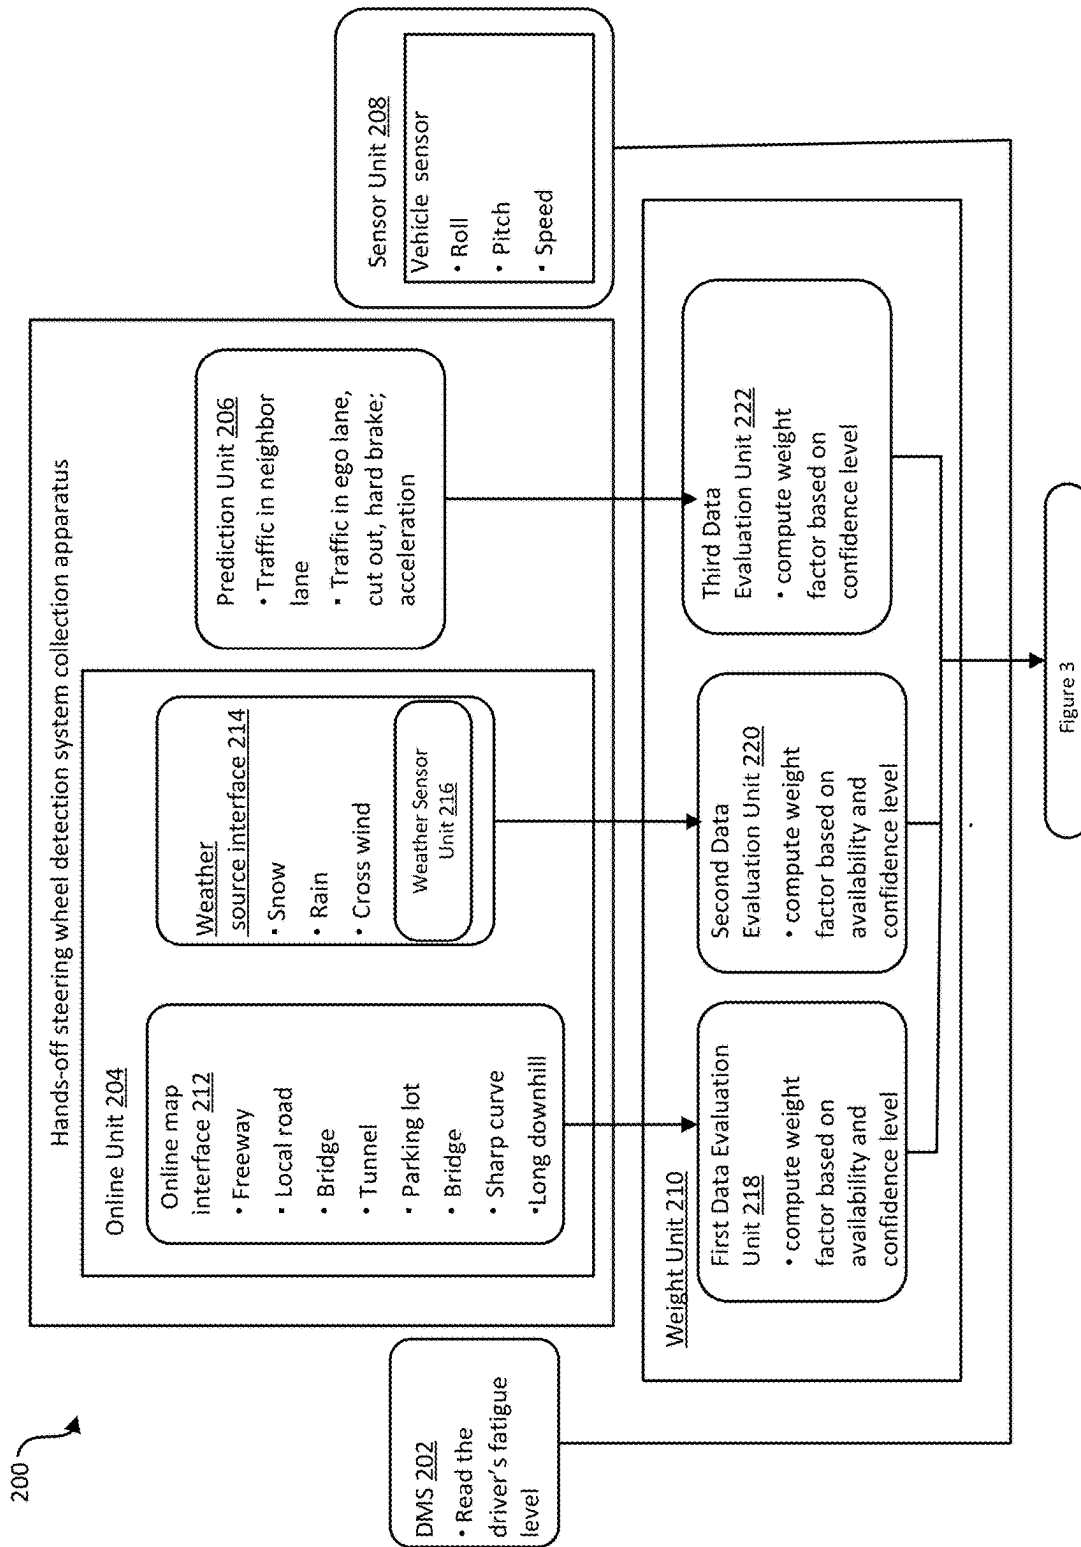 200
Hands-off steering wheel detection system collection apparatus
DMS 202
• Read the
driver's fatigue
level
Online Unit 204
Online map
interface 212
• Freeway
• Local road
• Bridge
• Tunnel
• Parking lot
• Bridge
• Sharp curve
•Long downhill
Weather
source interface 214
• Snow
• Rain
• Cross wind
Weather Sensor
Unit 216
Prediction Unit 206
• Traffic in neighbor
lane
• Traffic in ego lane,
cut out, hard brake;
acceleration
Sensor Unit 208
Vehicle sensor
• Roll
• Pitch
• Speed
Weight Unit 210
First Data Evaluation
Unit 218
• compute weight
factor based on
availability and
confidence level
Second Data
Evaluation Unit 220
• compute weight
factor based on
availability and
confidence level
Third Data
Evaluation Unit 222
• compute weight
factor based on
confidence level
Figure 3